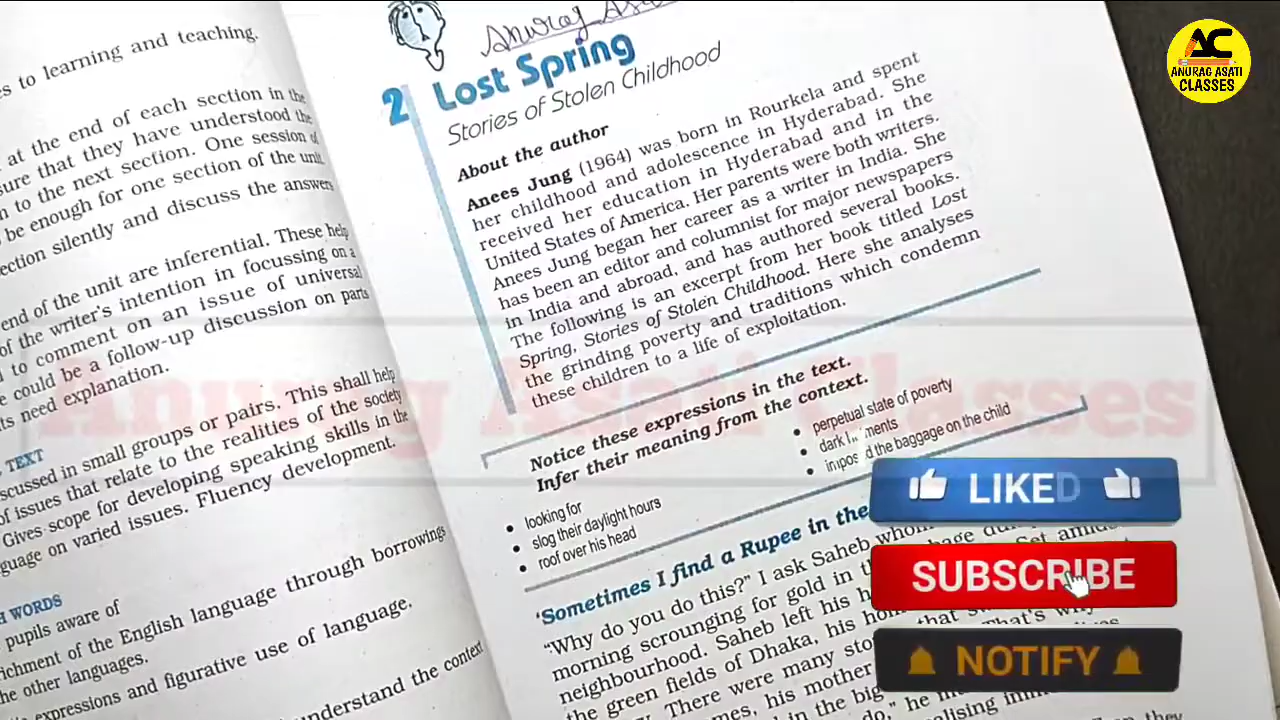 es to learning and teaching.
at the end of each section in the
sure that they have understood the
n to the next section. One session of
be enough for one section of the unit
ection silently and discuss the answers
end of the unit are inferential. These help
of the writer's intention in focussing on a
to comment on an issue of universal
e could be a follow-up discussion on parts
ts need explanation.
TEXT
scussed in small groups or pairs. This shall help
of issues that relate to the realities of the society
Gives scope for developing speaking skills in the
guage on varied issues. Fluency development.
H WORDS
pupils aware of
richment of the English language through borrowings
he other languages.
expressions and figurative use of language.
understand the context
Anurag
2 Lost Spring
Stories of Stolen Childhood
About the author
Anees Jung (1964) was born in Rourkela and spent
her childhood and adolescence in Hyderabad. She
received her education in Hyderabad and in the
United States of America. Her parents were both writers.
Anees Jung began her career as a writer in India. She
has been an editor and columnist for major newspapers
in India and abroad, and has authored several books.
The following is an excerpt from her book titled Lost
Spring, Stories of Stolen Childhood. Here she analyses
the grinding poverty and traditions which condemn
these children to a life of exploitation.
Notice these expressions in the text.
Infer their meaning from the context.
• looking for
• slog their daylight hours
• roof over his head
• perpetual state of poverty
• dark
• imposed the baggage on the child
'Sometimes I find a Rupee in the
"Why do you do this?" I ask Saheb whom
morning scrounging for gold in
neighbourhood. Saheb left his
the green fields of Dhaka, his
There were many
his mother
in the big
do," he
That's why
Set amidst
AC
ANURAG ASATI
CLASSES
Anurag Asati Classes
LIKED
SUBSCRIBE
NOTIFY